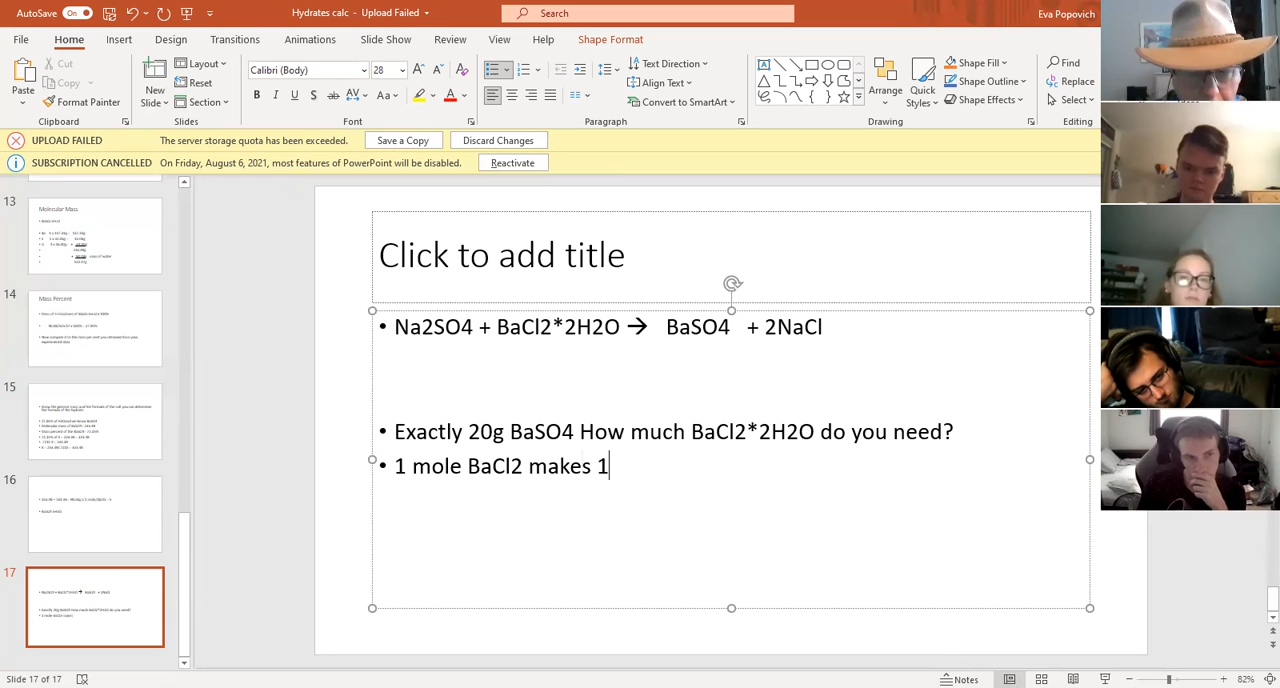 AutoSave On Hydrates calc - Upload Failed Search Eva Popovich
File Home Insert Design Transitions Animations Slide Show Review View Help Shape Format
Paste Cut Copy Format Painter Clipboard
New Slide Layout Reset Section Slides
Calibri (Body) 28 A A A
B I U S ab AV Aa A Font
Text Direction Align Text Convert to SmartArt Paragraph
Arrange Quick Styles Shape Fill Shape Outline Shape Effects Drawing
Find Replace Select Editing
UPLOAD FAILED The server storage quota has been exceeded. Save a Copy Discard Changes
SUBSCRIPTION CANCELLED On Friday, August 6, 2021, most features of PowerPoint will be disabled. Reactivate
13
Molecular Mass
14
Mass Percent
15
16
17
Click to add title
• Na2SO4 + BaCl2*2H2O → BaSO4 + 2NaCl
• Exactly 20g BaSO4 How much BaCl2*2H2O do you need?
• 1 mole BaCl2 makes 1
Slide 17 of 17 Notes 82%